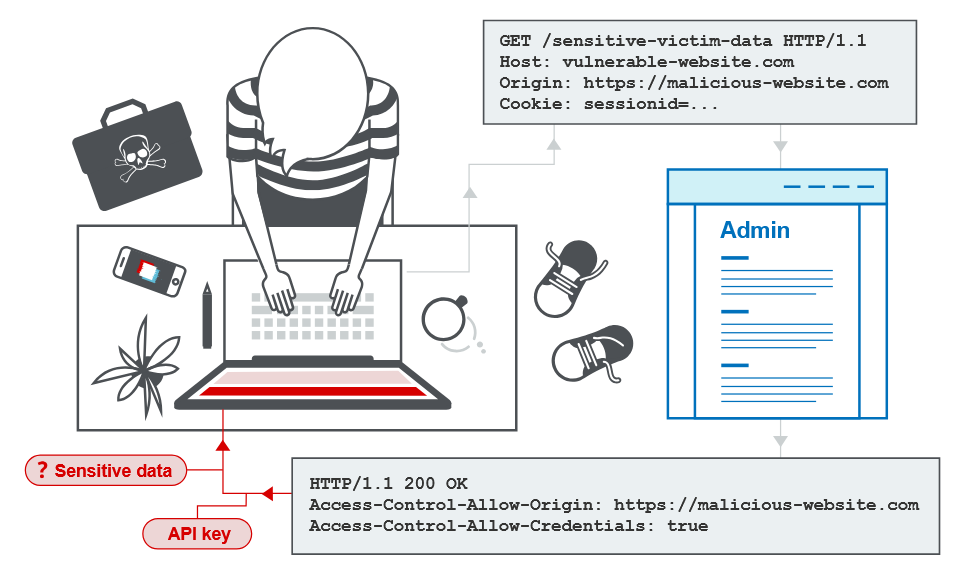 GET /sensitive-victim-data HTTP/1.1
Host: vulnerable-website.com
Origin: https://malicious-website.com
Cookie: sessionid=...
Admin
? Sensitive data
API key
HTTP/1.1 200 OK
Access-Control-Allow-Origin: https://malicious-website.com
Access-Control-Allow-Credentials: true